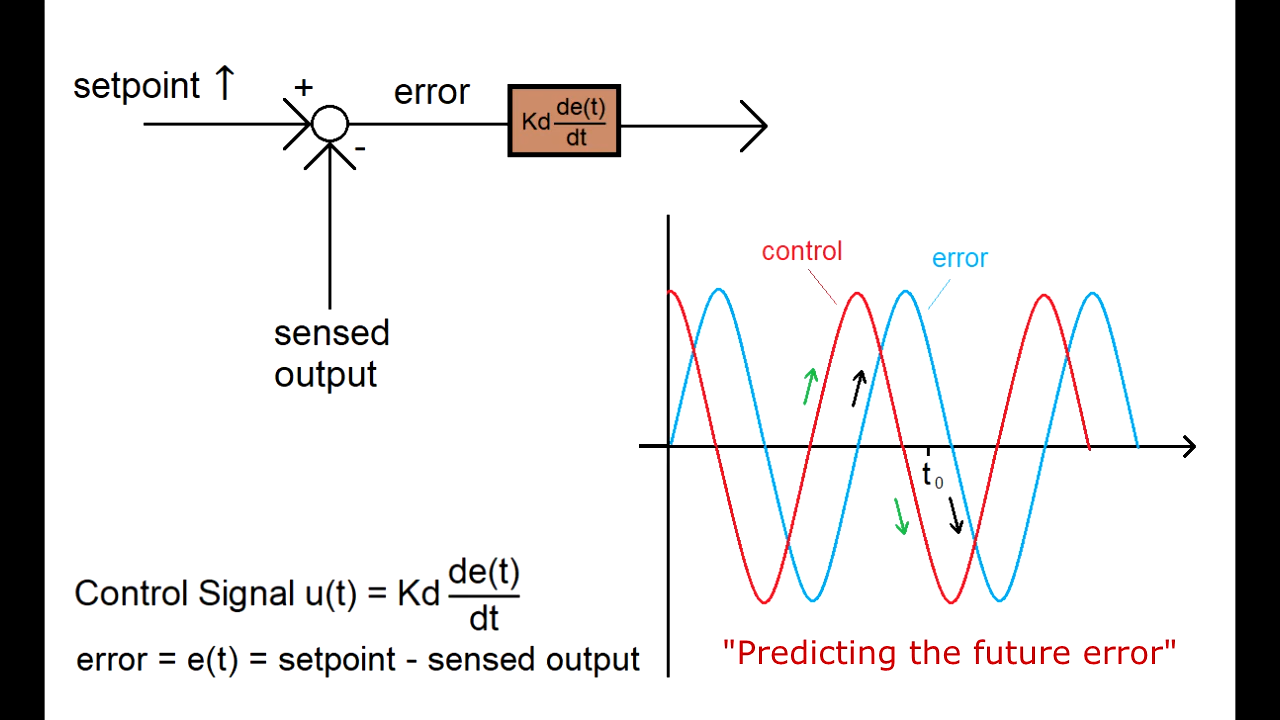 setpoint ↑
+
error
Kd de(t)/dt
-
sensed
output
control
error
t₀
Control Signal u(t) = Kd de(t)/dt
error = e(t) = setpoint - sensed output
"Predicting the future error"